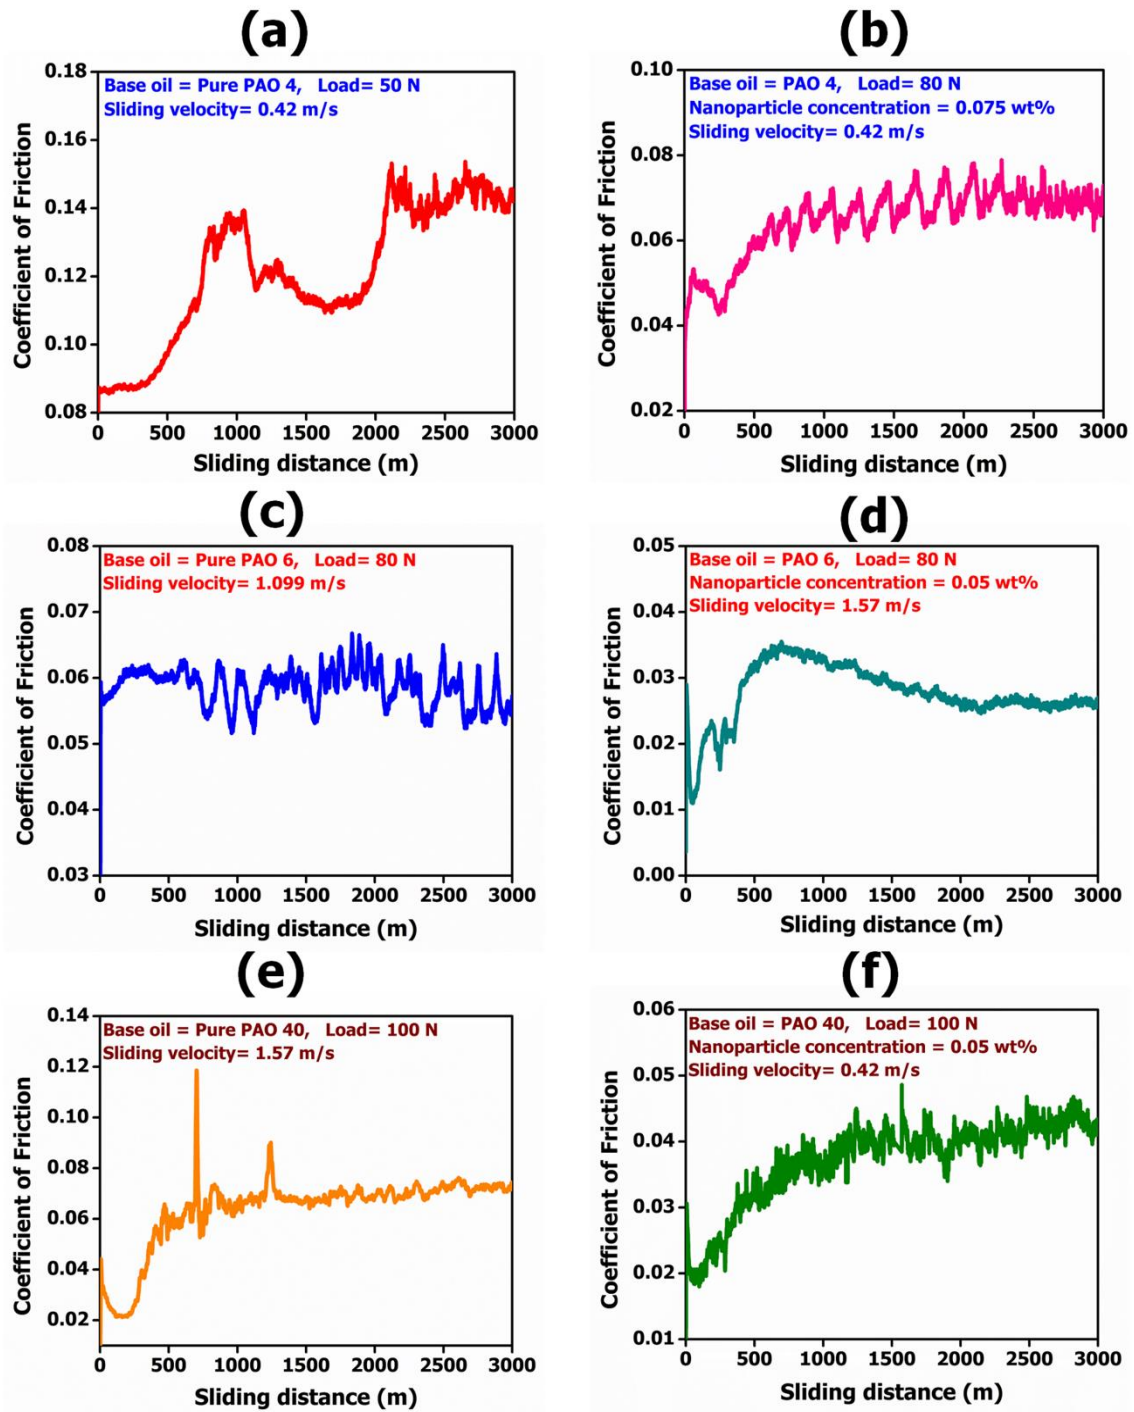 (a)
Base oil = Pure PAO 4, Load= 50 N
Sliding velocity= 0.42 m/s
Coefficient of Friction
0.18
0.16
0.14
0.12
0.10
0.08
0 500 1000 1500 2000 2500 3000
Sliding distance (m)
(b)
Base oil = PAO 4, Load= 80 N
Nanoparticle concentration = 0.075 wt%
Sliding velocity= 0.42 m/s
Coefficient of Friction
0.10
0.08
0.06
0.04
0.02
0 500 1000 1500 2000 2500 3000
Sliding distance (m)
(c)
Base oil = Pure PAO 6, Load= 80 N
Sliding velocity= 1.099 m/s
Coefficient of Friction
0.08
0.07
0.06
0.05
0.04
0.03
0 500 1000 1500 2000 2500 3000
Sliding distance (m)
(d)
Base oil = PAO 6, Load= 80 N
Nanoparticle concentration = 0.05 wt%
Sliding velocity= 1.57 m/s
Coefficient of Friction
0.05
0.04
0.03
0.02
0.01
0.00
0 500 1000 1500 2000 2500 3000
Sliding distance (m)
(e)
Base oil = Pure PAO 40, Load= 100 N
Sliding velocity= 1.57 m/s
Coefficient of Friction
0.14
0.12
0.10
0.08
0.06
0.04
0.02
0 500 1000 1500 2000 2500 3000
Sliding distance (m)
(f)
Base oil = PAO 40, Load= 100 N
Nanoparticle concentration = 0.05 wt%
Sliding velocity= 0.42 m/s
Coefficient of Friction
0.06
0.05
0.04
0.03
0.02
0.01
0 500 1000 1500 2000 2500 3000
Sliding distance (m)